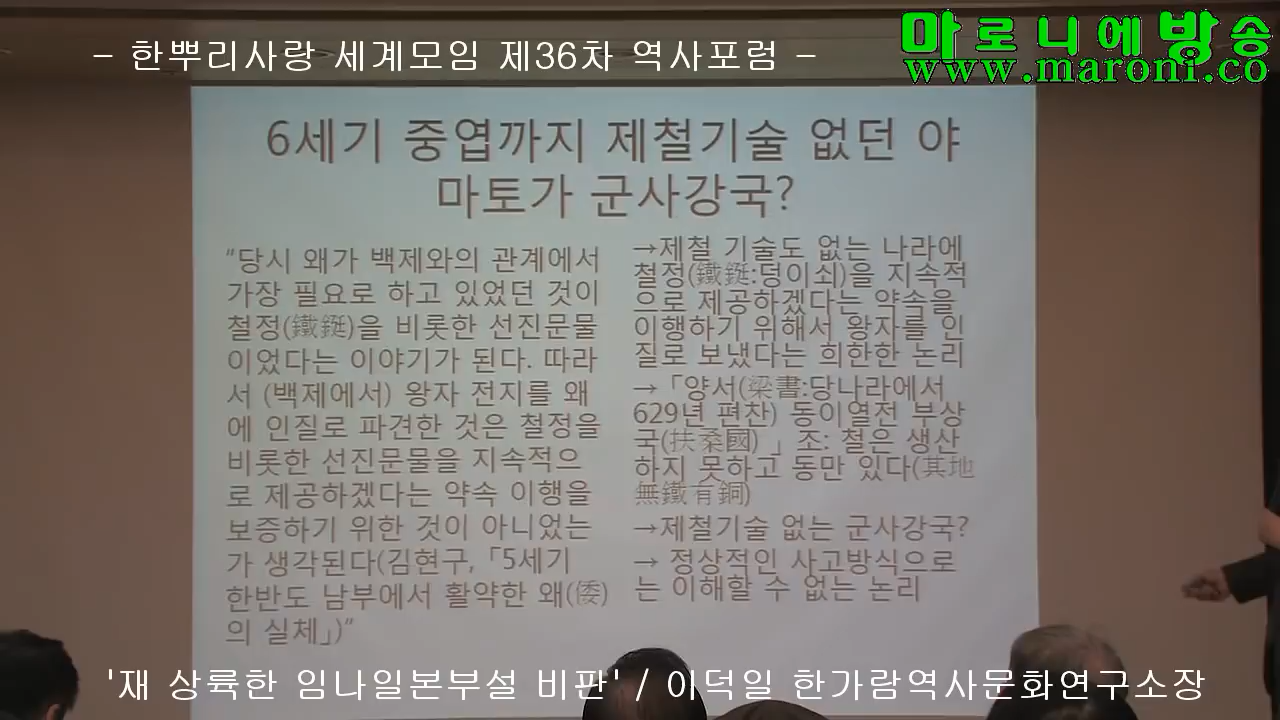 - 한뿌리사랑 세계모임 제36차 역사포럼 -
마로니에방송
www.maroni.co
6세기 중엽까지 제철기술 없던 야
마토가 군사강국?
“당시 왜가 백제와의 관계에서
가장 필요로 하고 있었던 것이
철정(鐵鋌)을 비롯한 선진문물
이었다는 이야기가 된다. 따라
서 (백제에서) 왕자 전지를 왜
에 인질로 파견한 것은 철정을
비롯한 선진문물을 지속적으
로 제공하겠다는 약속 이행을
보증하기 위한 것이 아니었는
가 생각된다(김현구, 「5세기
한반도 남부에서 활약한 왜(倭)
의 실체」)”
→제철 기술도 없는 나라에
철정(鐵鋌:덩이쇠)을 지속적
으로 제공하겠다는 약속을
이행하기 위해서 왕자를 인
질로 보냈다는 희한한 논리
→「양서(梁書:당나라에서
629년 편찬) 동이열전 부상
국(扶桑國) 」 조: 철은 생산
하지 못하고 동만 있다(其地
無鐵有銅)
→제철기술 없는 군사강국?
→ 정상적인 사고방식으로
는 이해할 수 없는 논리
'재 상륙한 임나일본부설 비판' / 이덕일 한가람역사문화연구소장